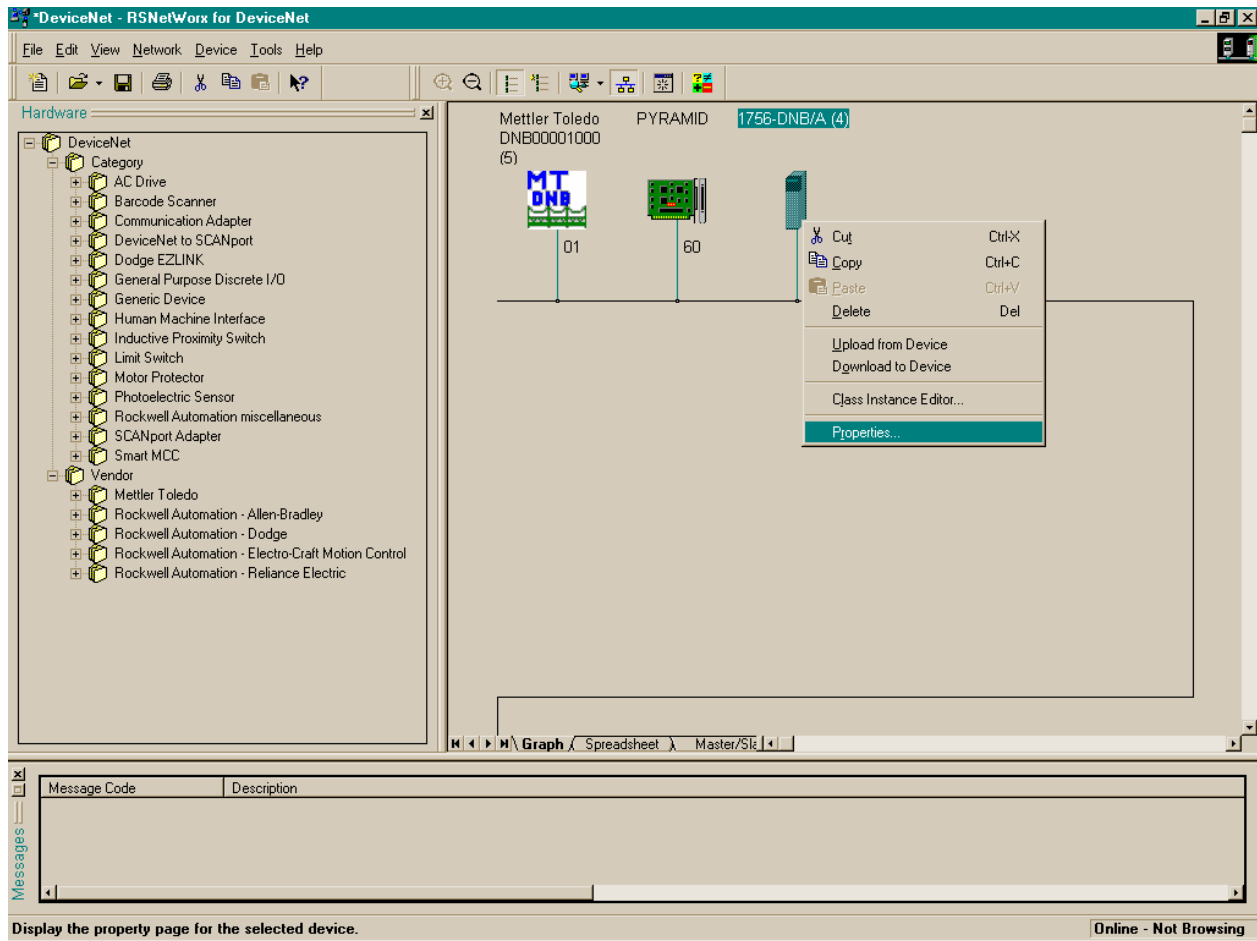 *DeviceNet - RSNetWorx for DeviceNet
File Edit View Network Device Tools Help
Hardware
DeviceNet
Category
AC Drive
Barcode Scanner
Communication Adapter
DeviceNet to SCANport
Dodge EZLINK
General Purpose Discrete I/O
Generic Device
Human Machine Interface
Inductive Proximity Switch
Limit Switch
Motor Protector
Photoelectric Sensor
Rockwell Automation miscellaneous
SCANport Adapter
Smart MCC
Vendor
Mettler Toledo
Rockwell Automation - Allen-Bradley
Rockwell Automation - Dodge
Rockwell Automation - Electro-Craft Motion Control
Rockwell Automation - Reliance Electric
Mettler Toledo
DNB00001000
(5)
PYRAMID
1756-DNB/A (4)
MT
DNB
01
60
Cut Ctrl-X
Copy Ctrl+C
Paste Ctrl+V
Delete Del
Upload from Device
Download to Device
Class Instance Editor...
Properties...
Graph Spreadsheet Master/Sla
Messages
Message Code Description
Display the property page for the selected device.
Online - Not Browsing